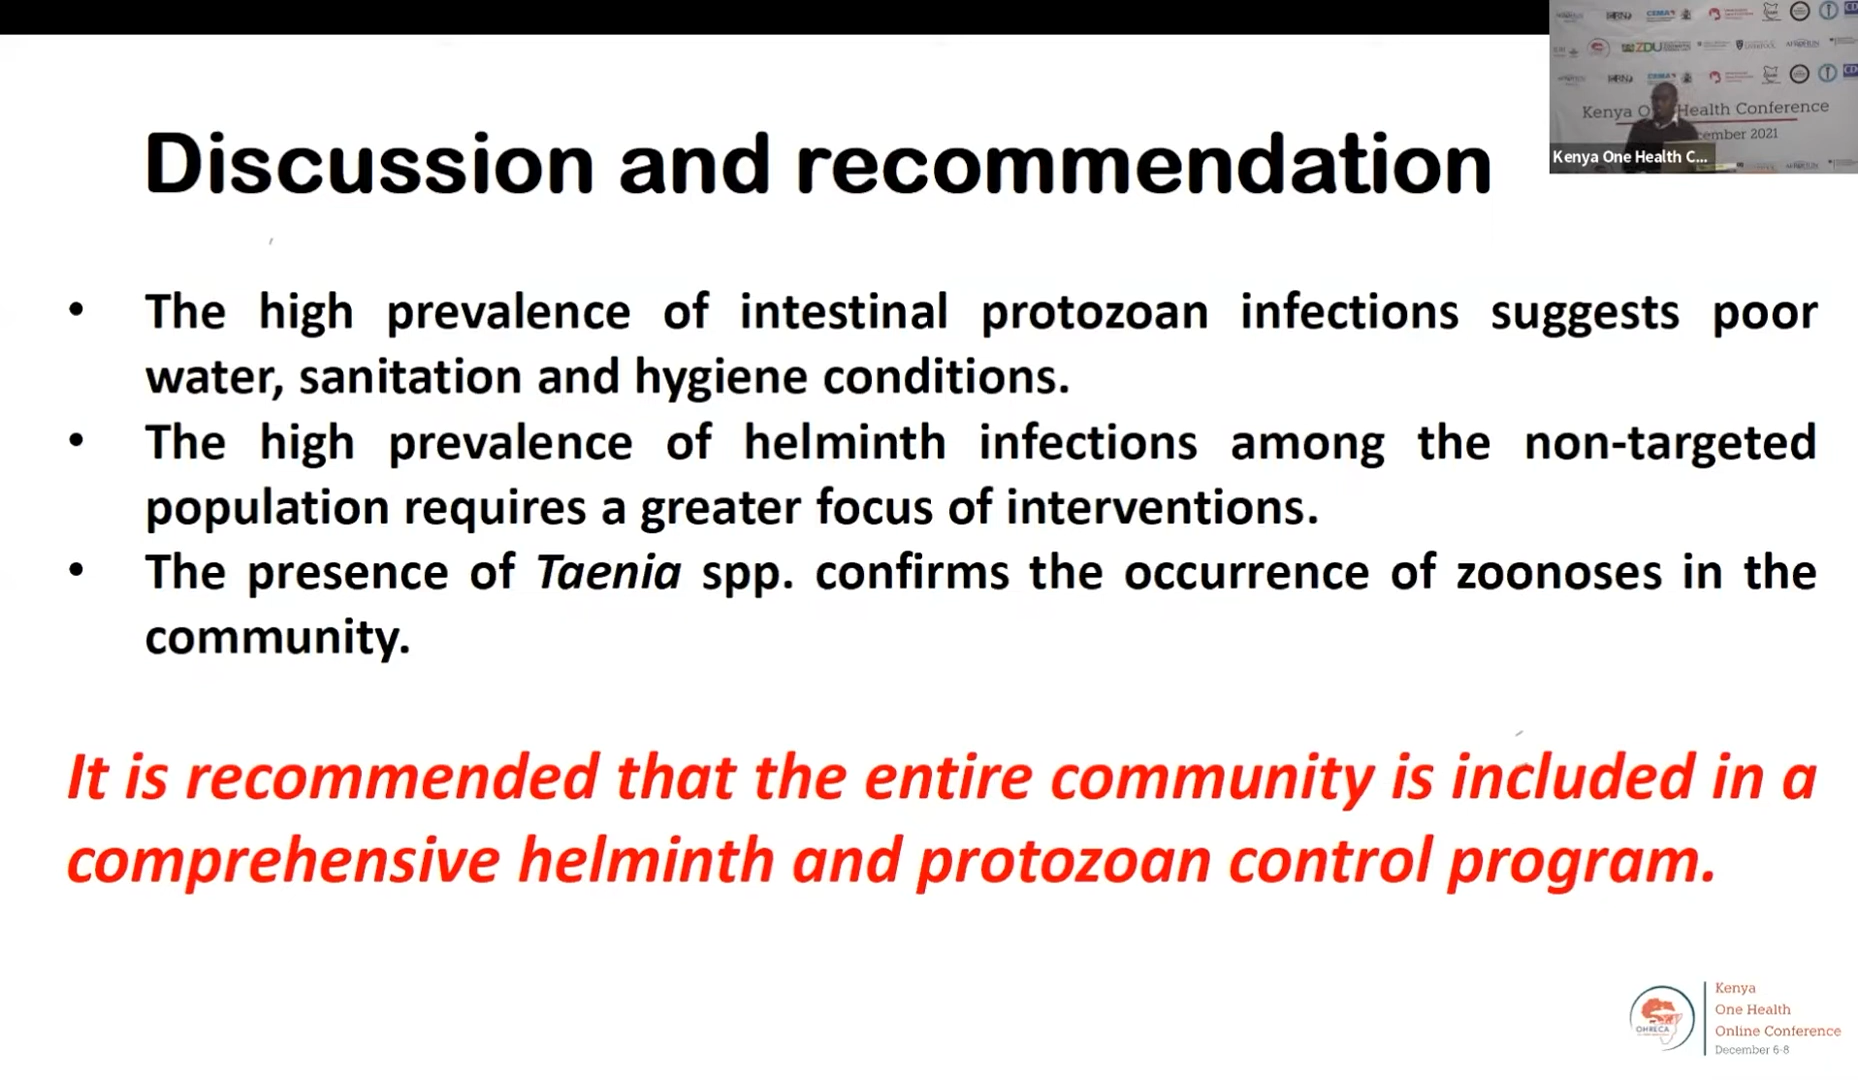 Discussion and recommendation
Kenya O Health Conference
cember 2021
Kenya One Health C...
• The high prevalence of intestinal protozoan infections suggests poor
water, sanitation and hygiene conditions.
• The high prevalence of helminth infections among the non-targeted
population requires a greater focus of interventions.
• The presence of Taenia spp. confirms the occurrence of zoonoses in the
community.
It is recommended that the entire community is included in a
comprehensive helminth and protozoan control program.
OHRECA
Kenya
One Health
Online Conference
December 6-8